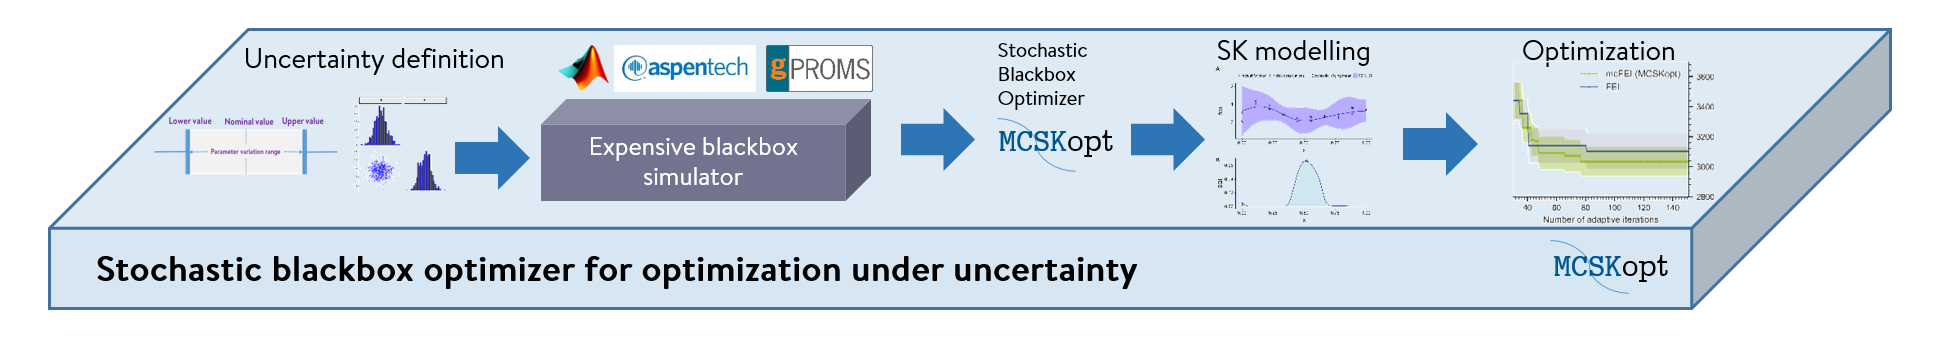 Uncertainty definition
Lower value
Nominal value
Upper value
Parameter variation range
aspentech
gPROMS
Expensive blackbox
simulator
Stochastic
Blackbox
Optimizer
MCSKopt
SK modelling
Optimization
mcFEI (MCSKopt)
FEI
3600
3400
3200
3000
2800
40
60
80
100
120
140
Number of adaptive iterations
Stochastic blackbox optimizer for optimization under uncertainty
MCSKopt